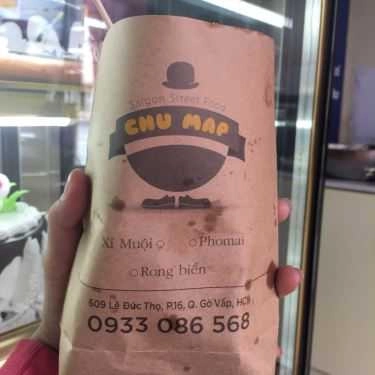 Saigon Street Food
CHU MAP
Xí Muội
Phomai
Rong biển
609 Lê Đức Thọ, P.16, Q. Gò Vấp, HCM
0933 086 568